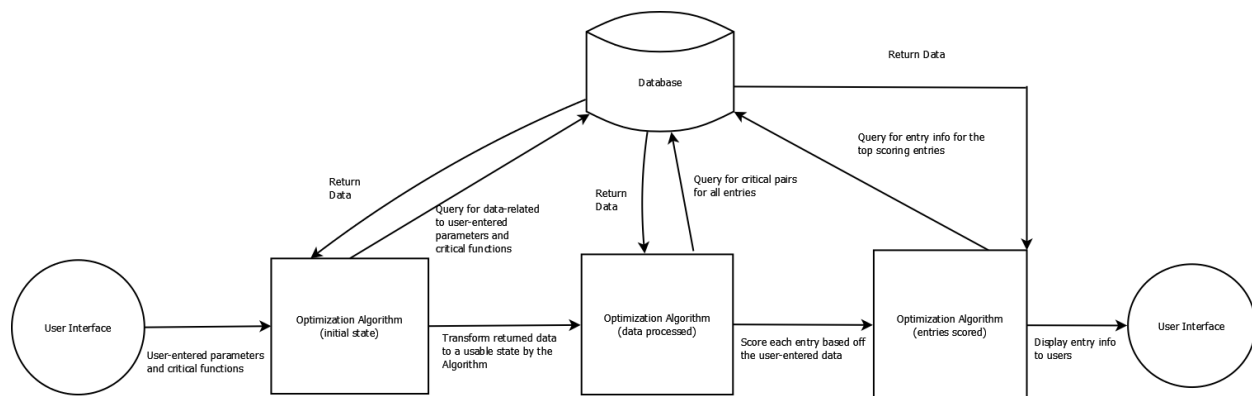 Return Data
Database
Query for entry info for the
top scoring entries
Return
Data
Query for critical pairs
for all entries
Return
Data
Query for data-related
to user-entered
parameters and
critical functions
User Interface
User-entered parameters
and critical functions
Optimization Algorithm
(initial state)
Transform returned data
to a usable state by the
Algorithm
Optimization Algorithm
(data processed)
Score each entry based off
the user-entered data
Optimization Algorithm
(entries scored)
Display entry info
to users
User Interface